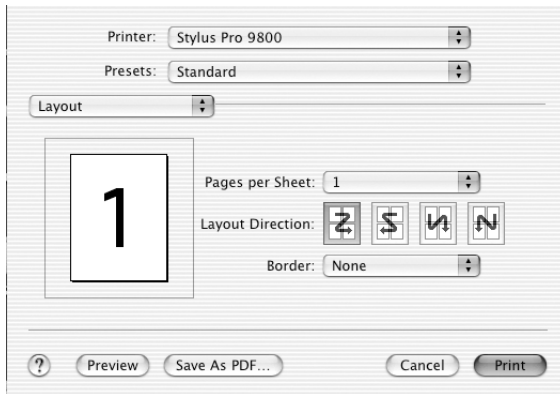 Printer: Stylus Pro 9800
Presets: Standard
Layout
1
Pages per Sheet: 1
Layout Direction:
Border: None
? Preview Save As PDF... Cancel Print